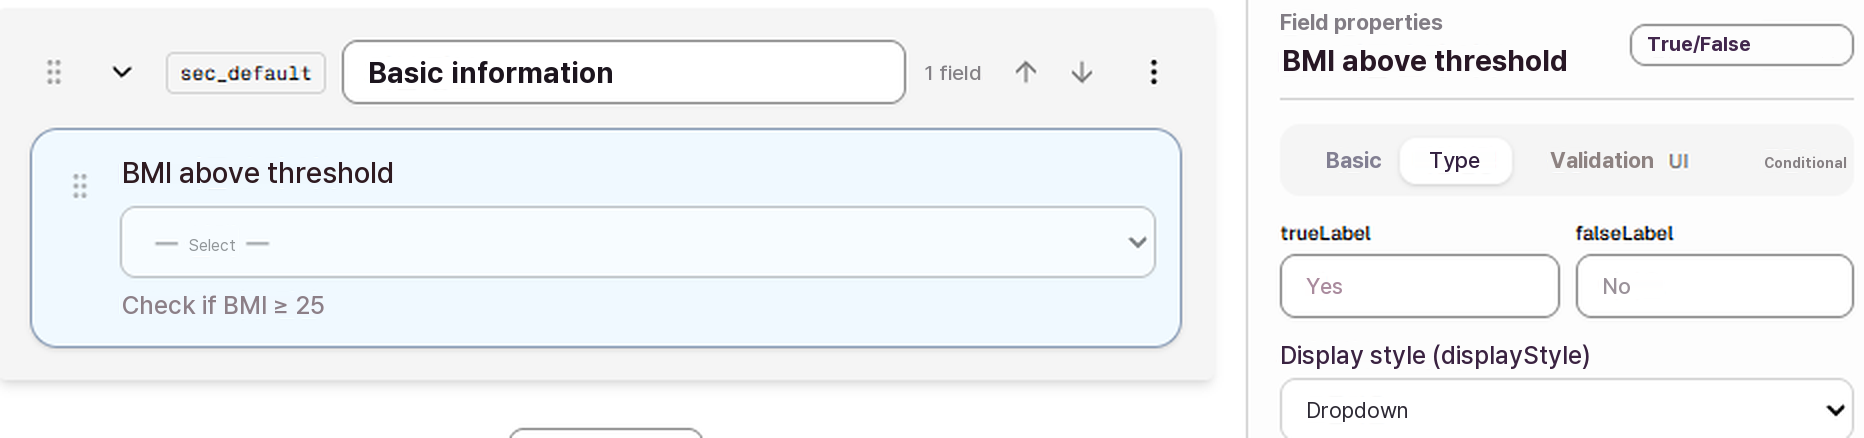 sec_default
Basic information
1 field
BMI above threshold
— Select —
Check if BMI ≥ 25
Field properties
BMI above threshold
True/False
Basic Type Validation UI Conditional
trueLabel falseLabel
Yes No
Display style (displayStyle)
Dropdown